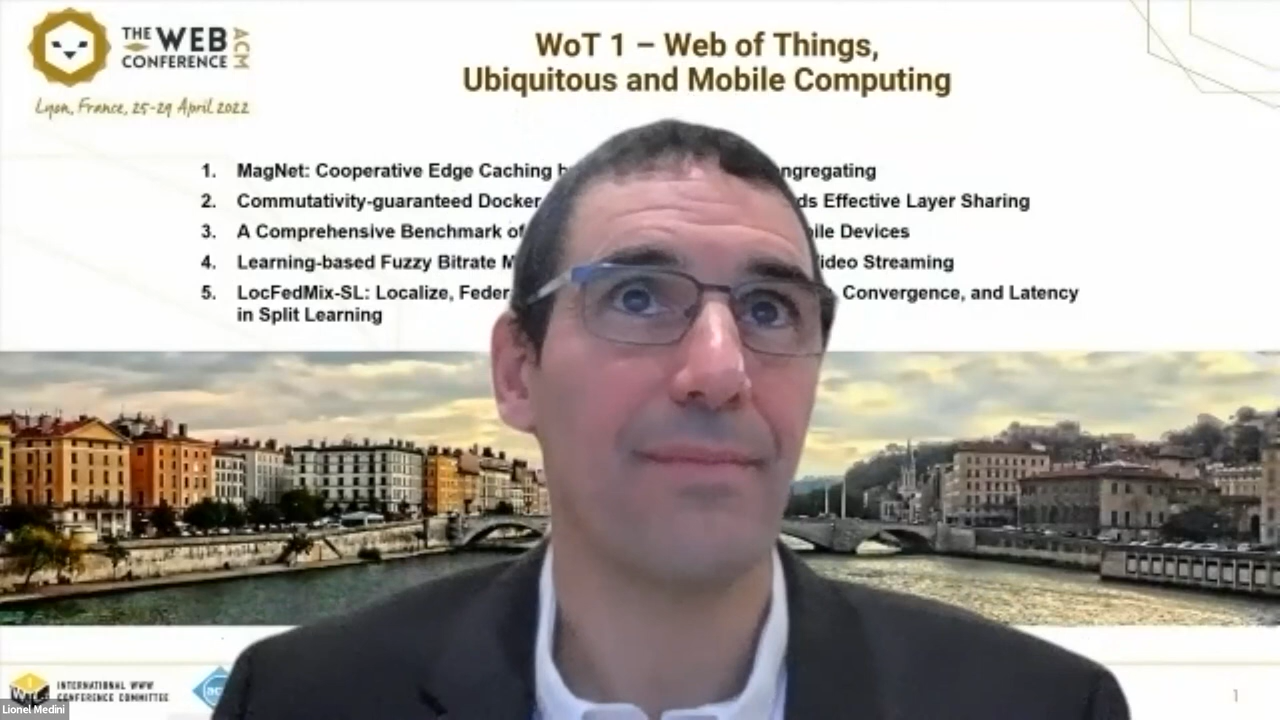 THE WEB
CONFERENCE
ACM
Lyon, France, 25-29 April 2022
WoT 1 – Web of Things,
Ubiquitous and Mobile Computing
1. MagNet: Cooperative Edge Caching ngregating
2. Commutativity-guaranteed Docker ds Effective Layer Sharing
3. A Comprehensive Benchmark of bile Devices
4. Learning-based Fuzzy Bitrate M ideo Streaming
5. LocFedMix-SL: Localize, Feder Convergence, and Latency
in Split Learning
INTERNATIONAL WWW
CONFERENCE COMMITTEE
Lionel Medini
1